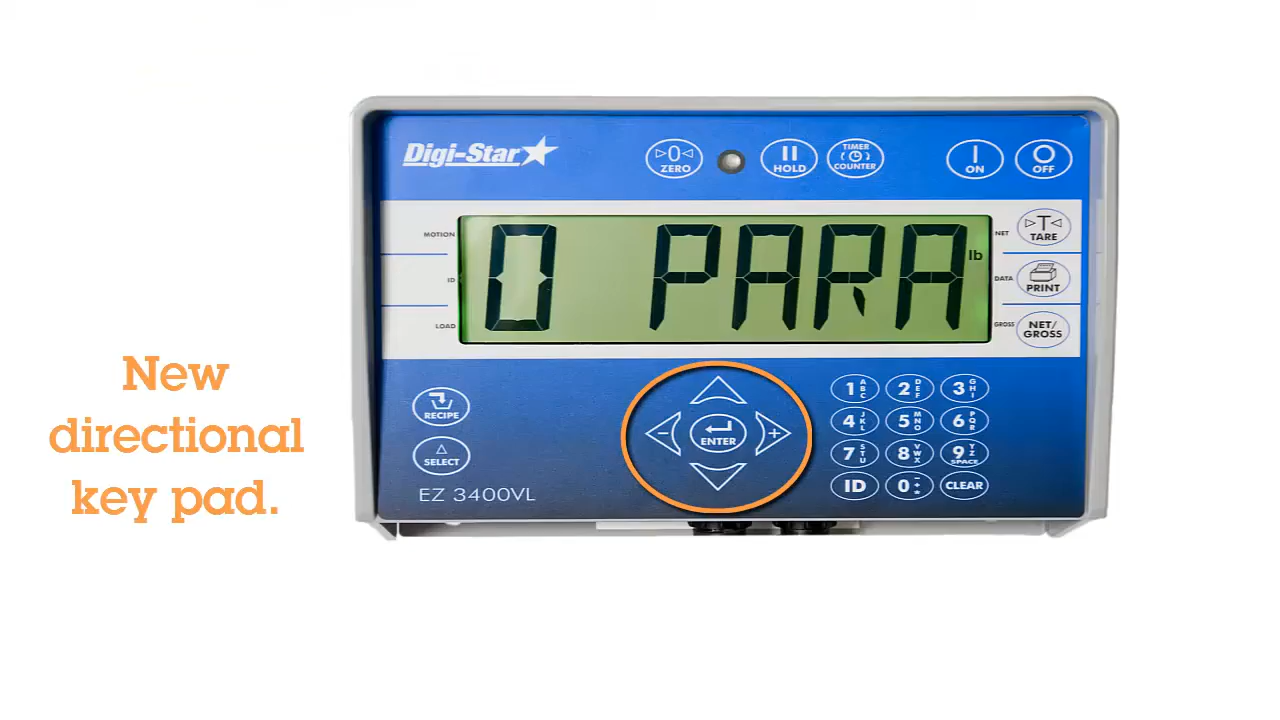 Digi-Star
0 ZERO
HOLD
TIMER COUNTER
ON
OFF
MOTION
ID
LOAD
0 PARA
lb
NET
DATA
GROSS
T TARE
PRINT
NET/
GROSS
New
directional
key pad.
RECIPE
SELECT
EZ 3400VL
-
ENTER
+
1 A B C
2 D E F
3 G H I
4 J K L
5 M N O
6 P Q R
7 S T U
8 V W X
9 Y Z SPACE
ID
0 - + *
CLEAR